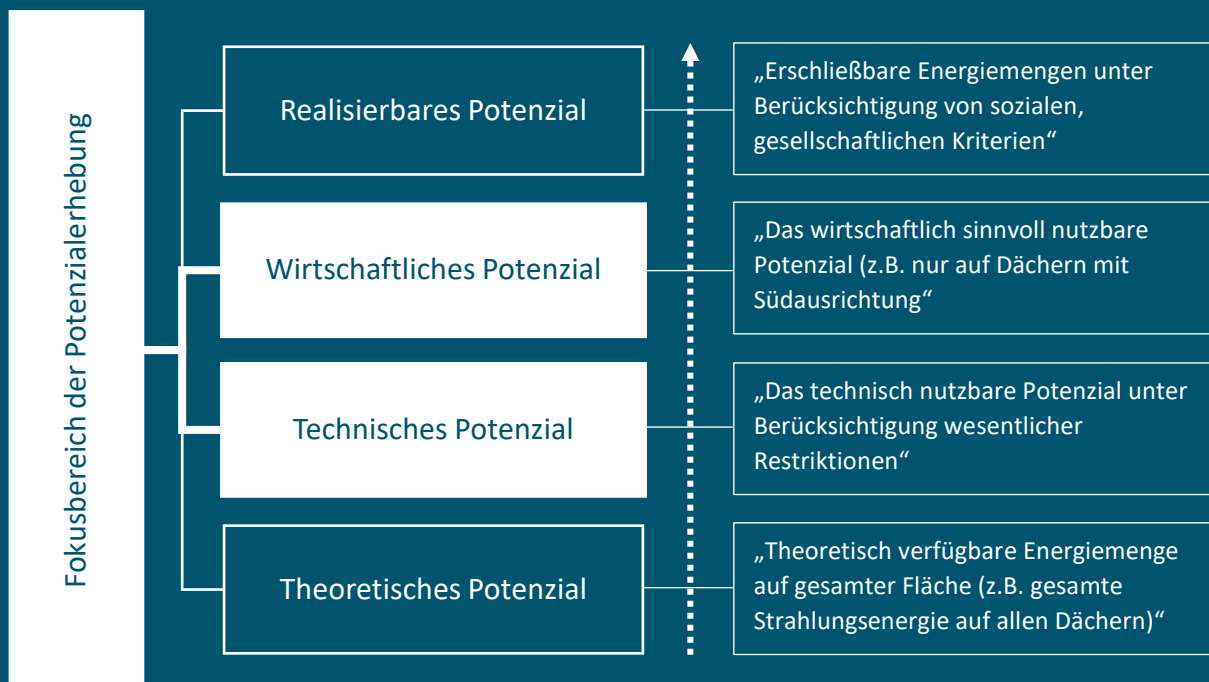 Fokusbereich der Potenzialerhebung
Realisierbares Potenzial
„Erschließbare Energiemengen unter
Berücksichtigung von sozialen,
gesellschaftlichen Kriterien“
Wirtschaftliches Potenzial
„Das wirtschaftlich sinnvoll nutzbare
Potenzial (z.B. nur auf Dächern mit
Südausrichtung“
Technisches Potenzial
„Das technisch nutzbare Potenzial unter
Berücksichtigung wesentlicher
Restriktionen“
Theoretisches Potenzial
„Theoretisch verfügbare Energiemenge
auf gesamter Fläche (z.B. gesamte
Strahlungsenergie auf allen Dächern)“